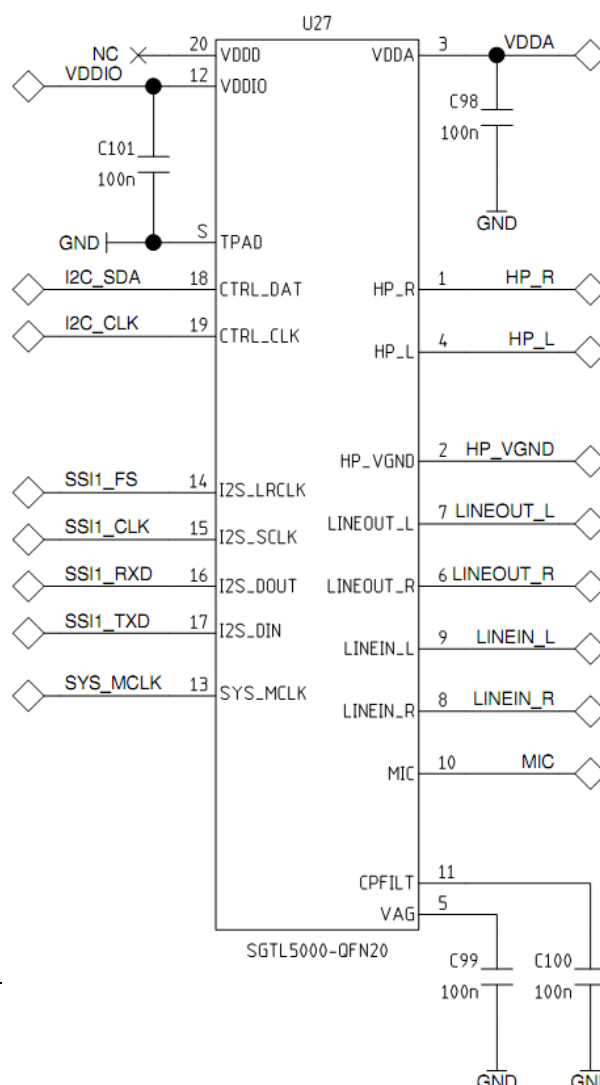 U27
NC
20
VDDD
VDDA
3
VDDA
VDDIO
12
VDDIO
C98
100n
C101
100n
GND
S
TPAD
GND
I2C_SDA
18
CTRL_DAT
HP_R
1
HP_R
I2C_CLK
19
CTRL_CLK
HP_L
4
HP_L
HP_VGND
2
HP_VGND
SSI1_FS
14
I2S_LRCLK
LINEOUT_L
7
LINEOUT_L
SSI1_CLK
15
I2S_SCLK
SSI1_RXD
16
I2S_DOUT
LINEOUT_R
6
LINEOUT_R
SSI1_TXD
17
I2S_DIN
LINEIN_L
9
LINEIN_L
SYS_MCLK
13
SYS_MCLK
LINEIN_R
8
LINEIN_R
MIC
10
MIC
CPFILT
11
VAG
5
SGTL5000-QFN20
C99
100n
C100
100n
GND
GND